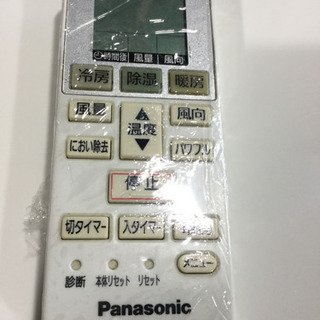 時間後 風量 風向
冷房 除湿 暖房
風量 温度 風向
におい除去 パワフル
停止
切タイマー 入タイマー
メニュー
診断 本体リセット リセット
Panasonic